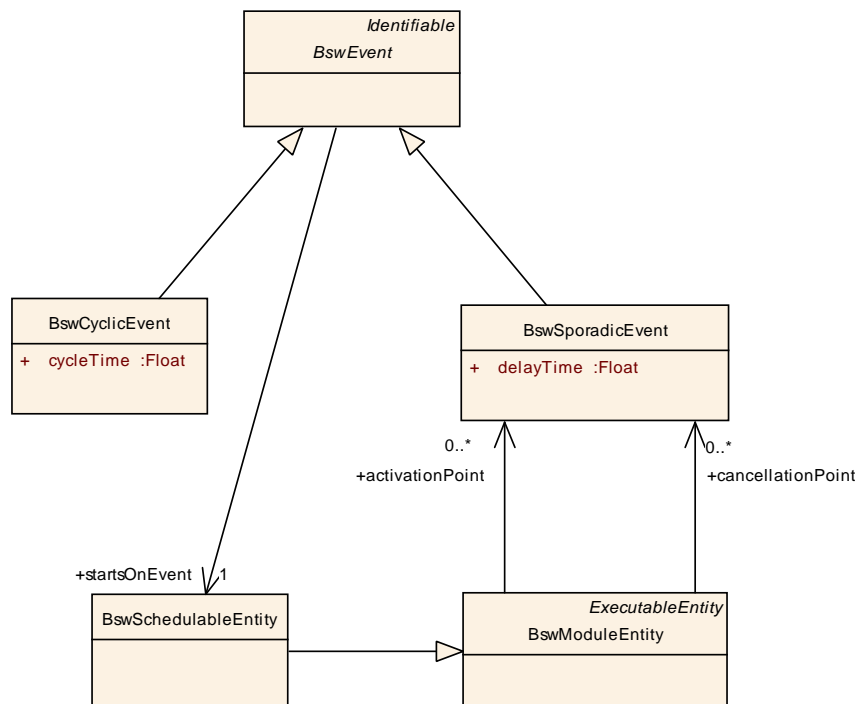 Identifiable
BswEvent
BswCyclicEvent
+ cycleTime :Float
BswSporadicEvent
+ delayTime :Float
0..*
0..*
+activationPoint
+cancellationPoint
+startsOnEvent 1
BswSchedulableEntity
ExecutableEntity
BswModuleEntity